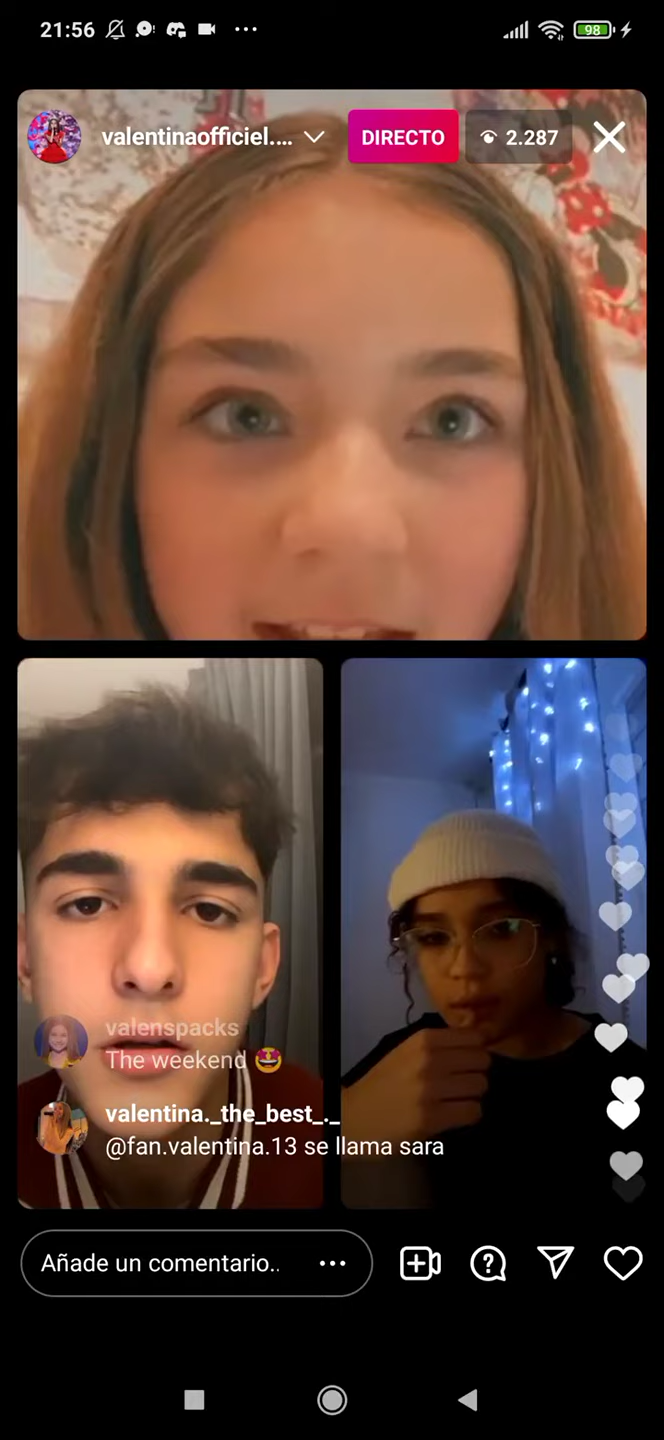 21:56
98
valentinaofficiel....
DIRECTO
2.287
valenspacks
The weekend 🤩
valentina._the_best_._
@fan.valentina.13 se llama sara
Añade un comentario..